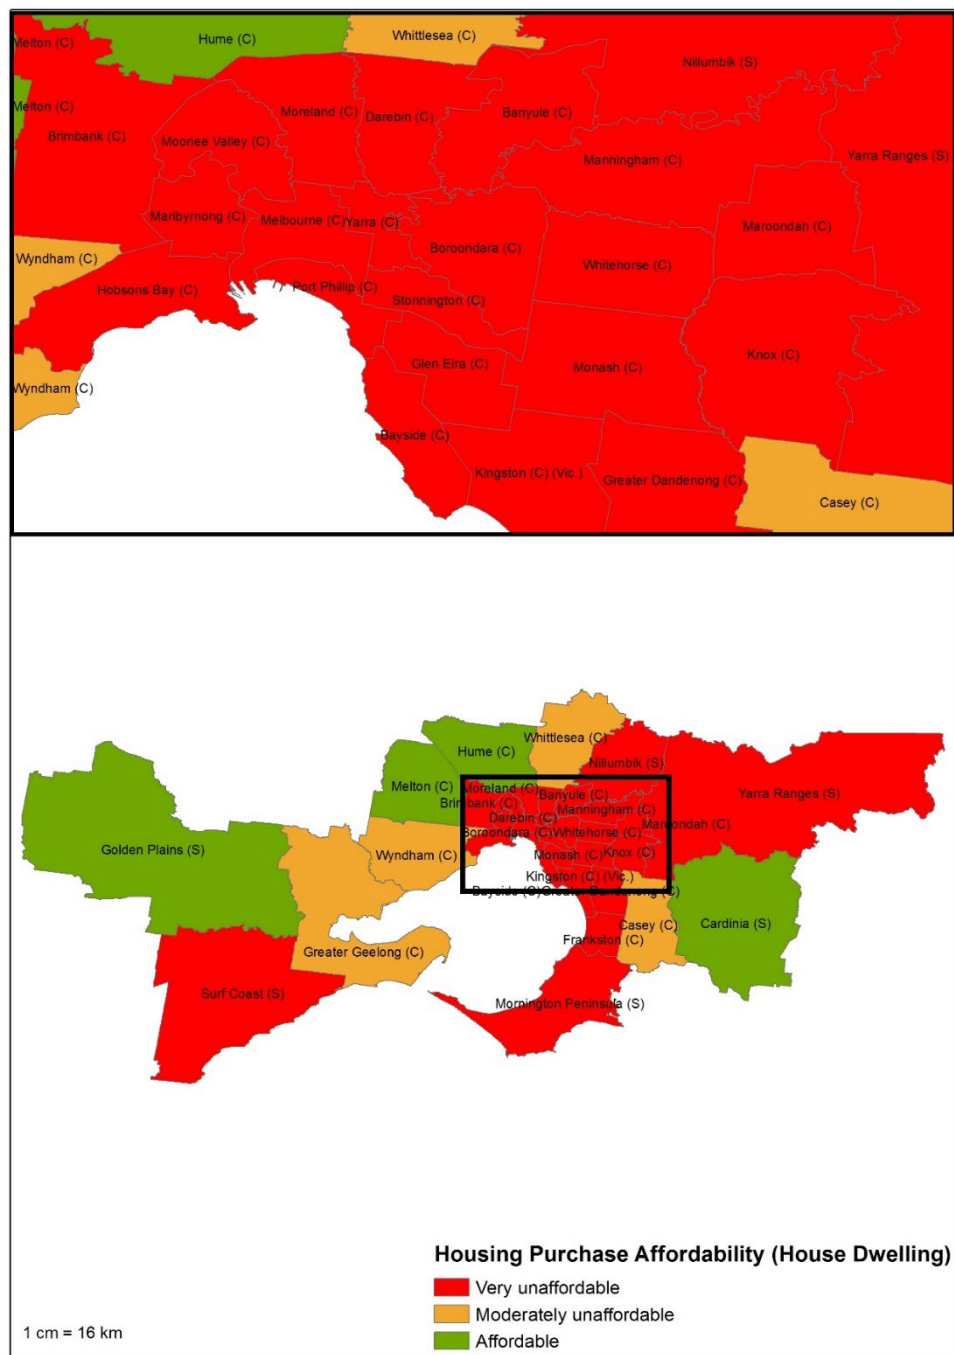 Melton (C)
Hume (C)
Whittlesea (C)
Nillumbik (S)
Melton (C)
Brimbank (C)
Moreland (C)
Darebin (C)
Banyule (C)
Moonee Valley (C)
Manningham (C)
Yarra Ranges (S)
Maribyrnong (C)
Melbourne (C)
Yarra (C)
Boroondara (C)
Maroondah (C)
Wyndham (C)
Whitehorse (C)
Hobsons Bay (C)
Port Phillip (C)
Stonnington (C)
Glen Eira (C)
Monash (C)
Knox (C)
Wyndham (C)
Bayside (C)
Kingston (C) (Vic.)
Greater Dandenong (C)
Casey (C)
Whittlesea (C)
Hume (C)
Nillumbik (S)
Melton (C)
Moreland (C)
Banyule (C)
Yarra Ranges (S)
Brimbank (C)
Manningham (C)
Darebin (C)
Maroondah (C)
Boroondara (C)
Whitehorse (C)
Golden Plains (S)
Wyndham (C)
Monash (C)
Knox (C)
Kingston (C) (Vic.)
Bayside (C)
Greater Dandenong (C)
Cardinia (S)
Casey (C)
Frankston (C)
Greater Geelong (C)
Surf Coast (S)
Mornington Peninsula (S)
Housing Purchase Affordability (House Dwelling)
Very unaffordable
Moderately unaffordable
Affordable
1 cm = 16 km